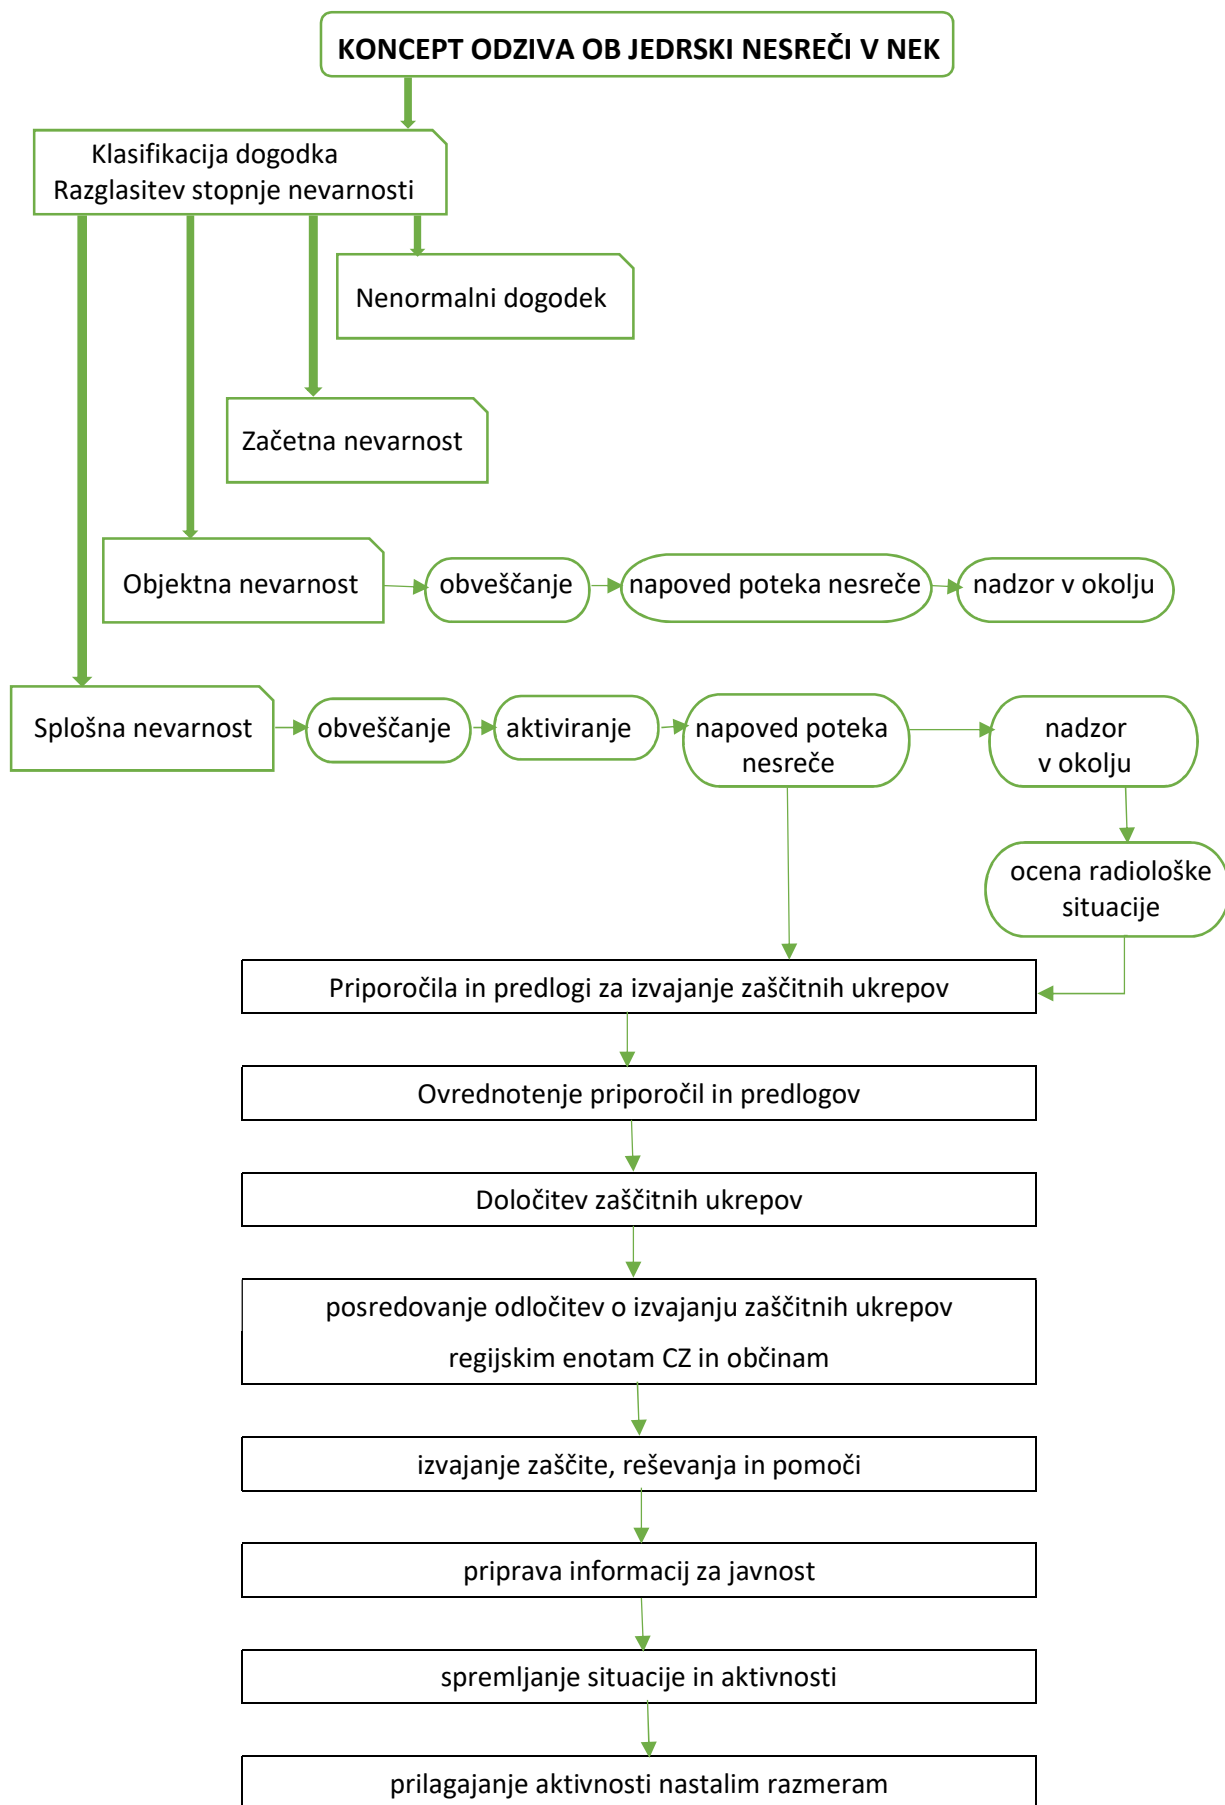 KONCEPT ODZIVA OB JEDRSKI NESREČI V NEK
Klasifikacija dogodka
Razglasitev stopnje nevarnosti
Nenormalni dogodek
Začetna nevarnost
Objektna nevarnost
obveščanje
napoved poteka nesreče
nadzor v okolju
Splošna nevarnost
obveščanje
aktiviranje
napoved poteka
nesreče
nadzor
v okolju
ocena radiološke
situacije
Priporočila in predlogi za izvajanje zaščitnih ukrepov
Ovrednotenje priporočil in predlogov
Določitev zaščitnih ukrepov
posredovanje odločitev o izvajanju zaščitnih ukrepov
regijskim enotam CZ in občinam
izvajanje zaščite, reševanja in pomoči
priprava informacij za javnost
spremljanje situacije in aktivnosti
prilagajanje aktivnosti nastalim razmeram